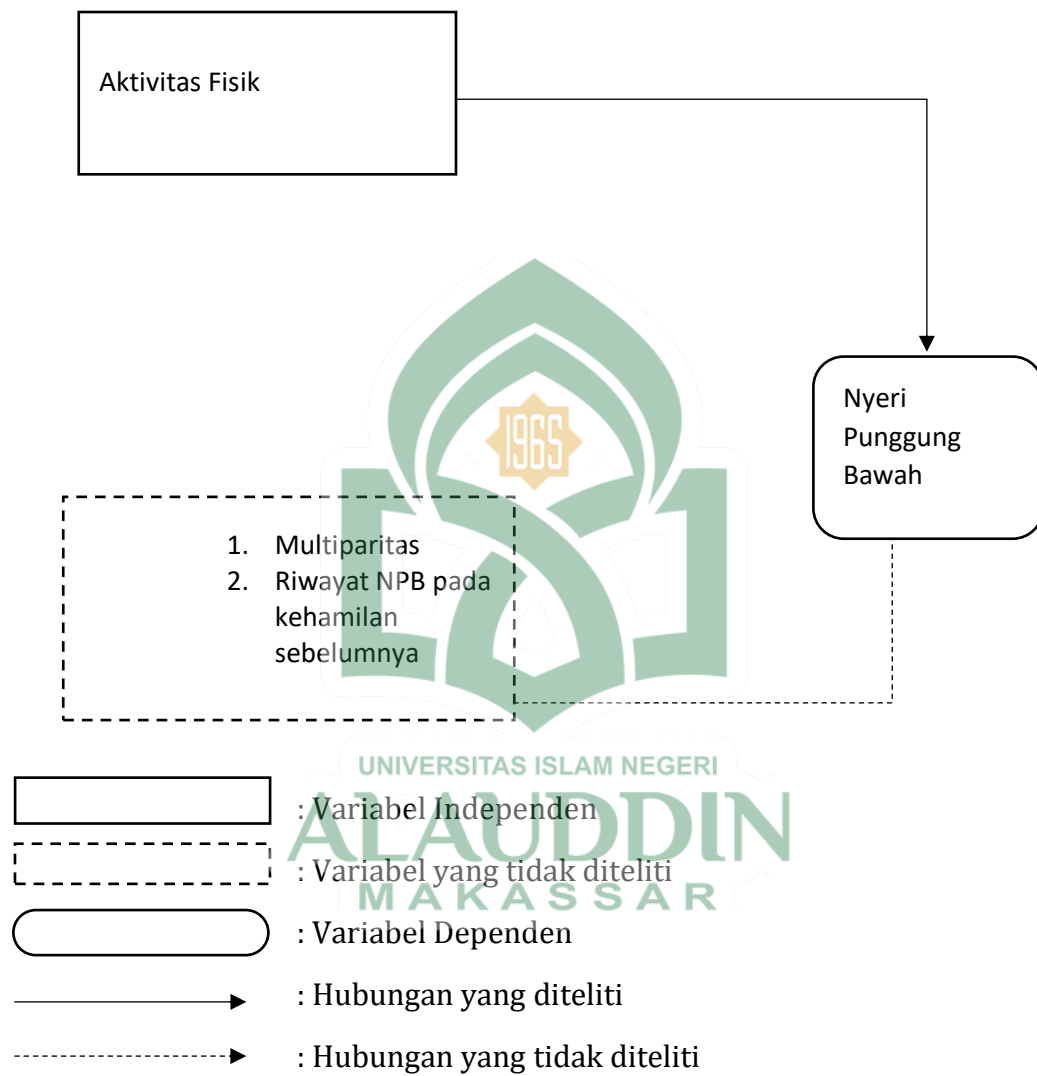 Aktivitas Fisik
1965
Nyeri
Punggung
Bawah
1. Multiparitas
2. Riwayat NPB pada
kehamilan
sebelumnya
UNIVERSITAS ISLAM NEGERI
ALAUDDIN
MAKASSAR
: Variabel Independen
: Variabel yang tidak diteliti
: Variabel Dependen
: Hubungan yang diteliti
: Hubungan yang tidak diteliti